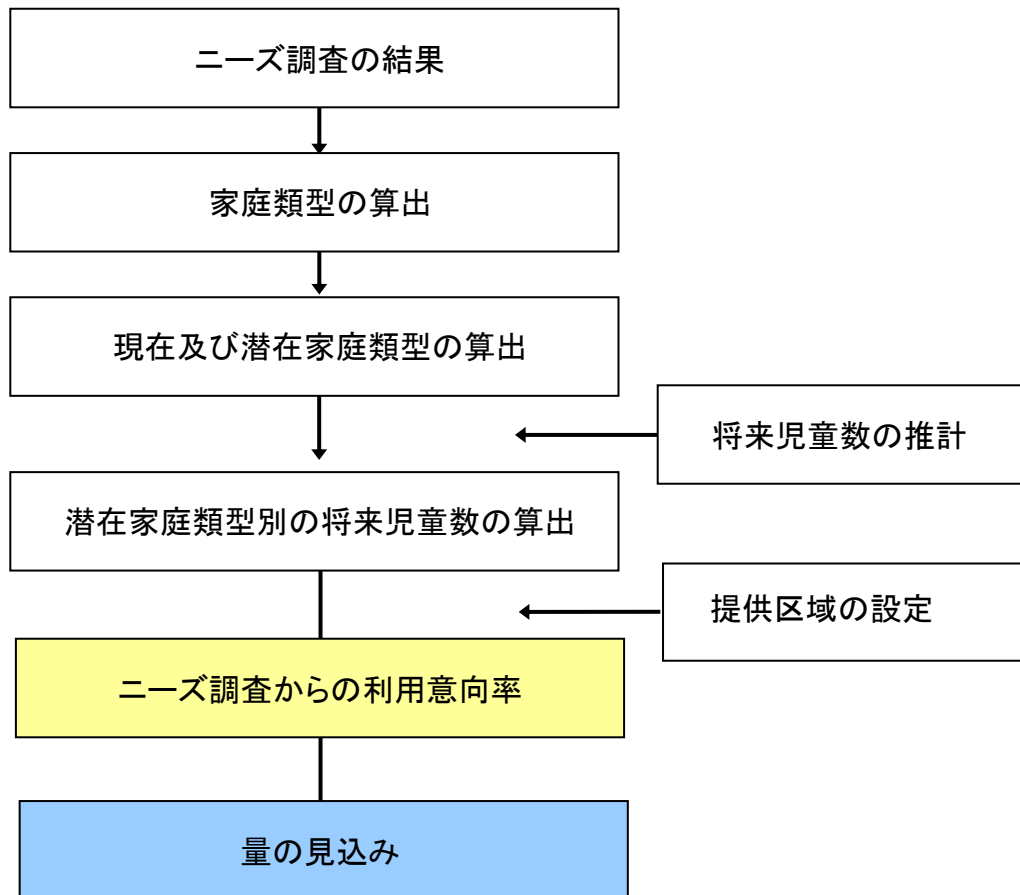 ニーズ調査の結果
家庭類型の算出
現在及び潜在家庭類型の算出
将来児童数の推計
潜在家庭類型別の将来児童数の算出
提供区域の設定
ニーズ調査からの利用意向率
量の見込み